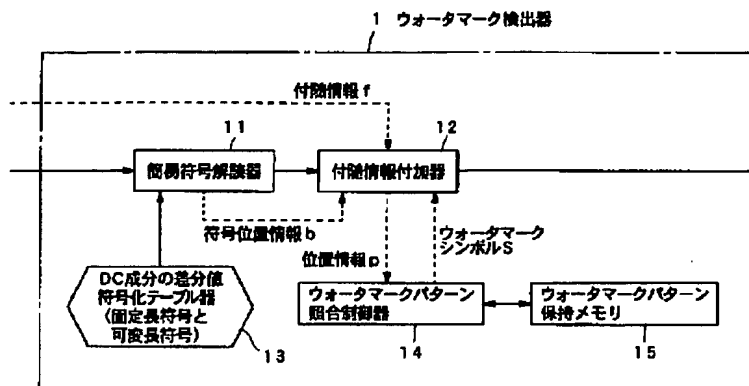 1 ウォータマーク検出器
付随情報f
11
12
簡易符号解読器
付随情報付加器
符号位置情報b
位置情報p
ウォータマーク
シンボルS
DC成分の差分値
符号化テーブル器
(固定長符号と
可変長符号)
13
ウォータマークパターン
照合制御器
14
ウォータマークパターン
保持メモリ
15